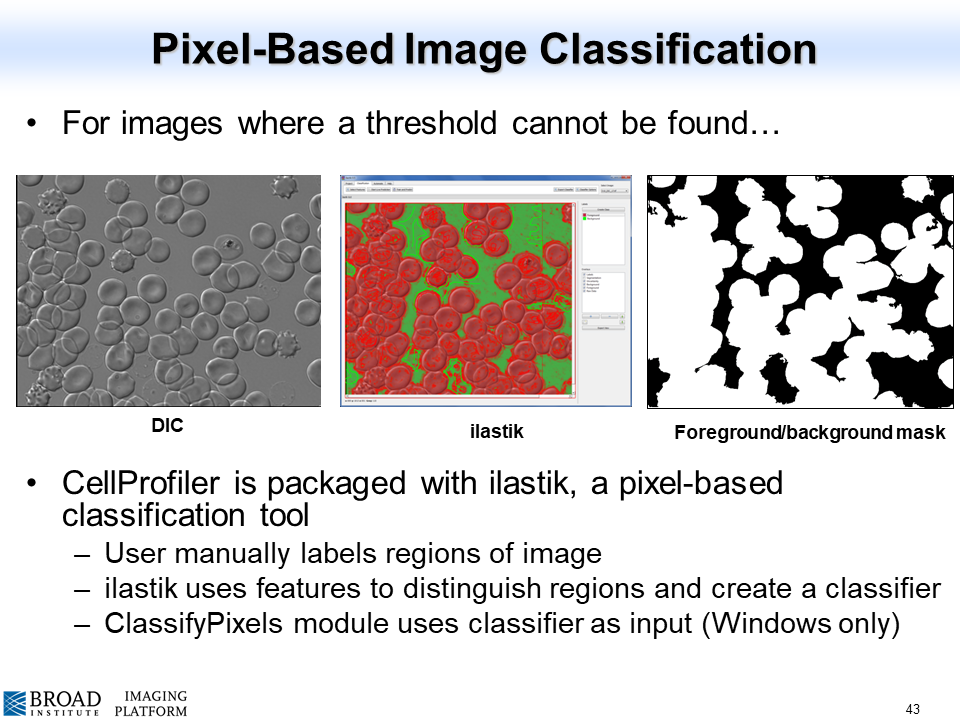 Pixel-Based Image Classification
• For images where a threshold cannot be found…
DIC
ilastik
Foreground/background mask
• CellProfiler is packaged with ilastik, a pixel-based
classification tool
– User manually labels regions of image
– ilastik uses features to distinguish regions and create a classifier
– ClassifyPixels module uses classifier as input (Windows only)
BROAD
INSTITUTE
IMAGING
PLATFORM
43